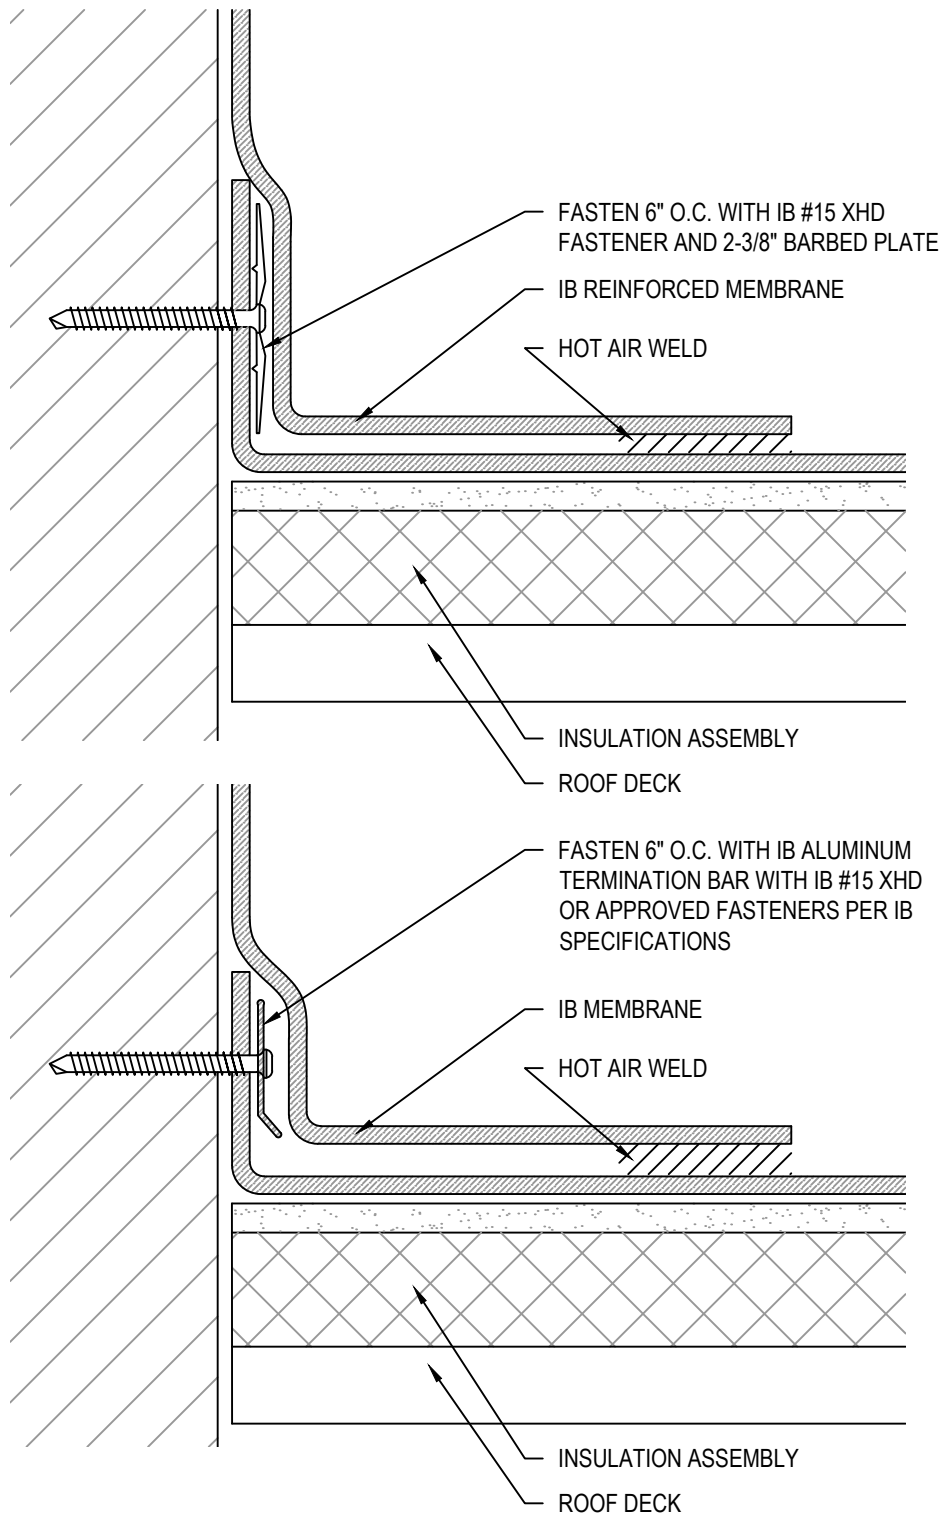 FASTEN 6" O.C. WITH IB #15 XHD
FASTENER AND 2-3/8" BARBED PLATE
IB REINFORCED MEMBRANE
HOT AIR WELD
INSULATION ASSEMBLY
ROOF DECK
FASTEN 6" O.C. WITH IB ALUMINUM
TERMINATION BAR WITH IB #15 XHD
OR APPROVED FASTENERS PER IB
SPECIFICATIONS
IB MEMBRANE
HOT AIR WELD
INSULATION ASSEMBLY
ROOF DECK